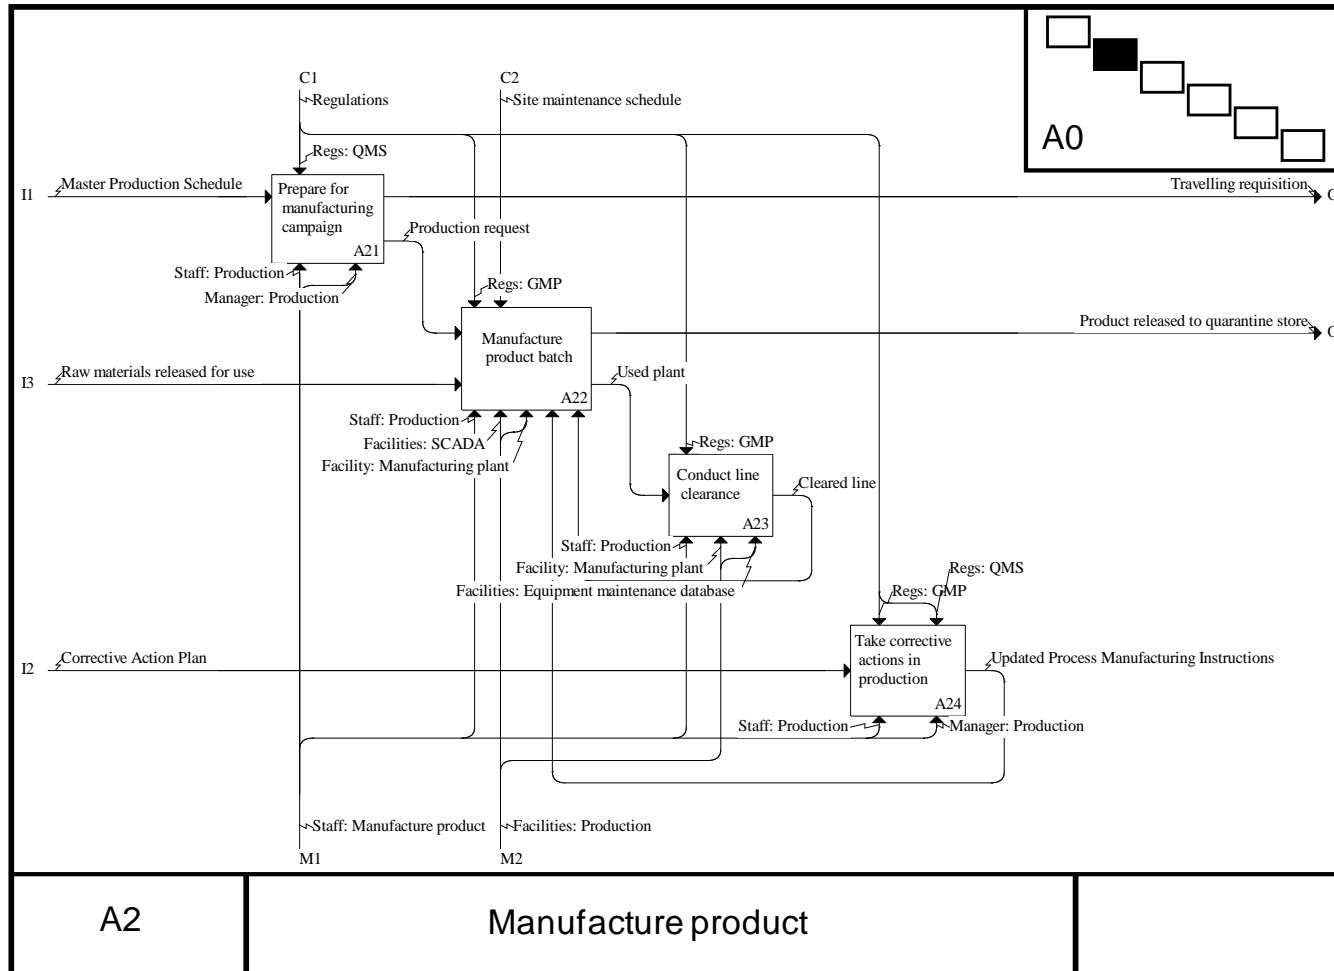 C1
C2
Regulations
Site maintenance schedule
A0
Regs: QMS
I1
Master Production Schedule
Prepare for
manufacturing
campaign
A21
Travelling requisition
Production request
Staff: Production
Manager: Production
Regs: GMP
Manufacture
product batch
A22
Product released to quarantine store
I3
Raw materials released for use
Used plant
Staff: Production
Facilities: SCADA
Facility: Manufacturing plant
Regs: GMP
Conduct line
clearance
A23
Cleared line
Staff: Production
Facility: Manufacturing plant
Facilities: Equipment maintenance database
Regs: QMS
Regs: GMP
I2
Corrective Action Plan
Take corrective
actions in
production
A24
Updated Process Manufacturing Instructions
Staff: Production
Manager: Production
Staff: Manufacture product
Facilities: Production
M1
M2
A2
Manufacture product